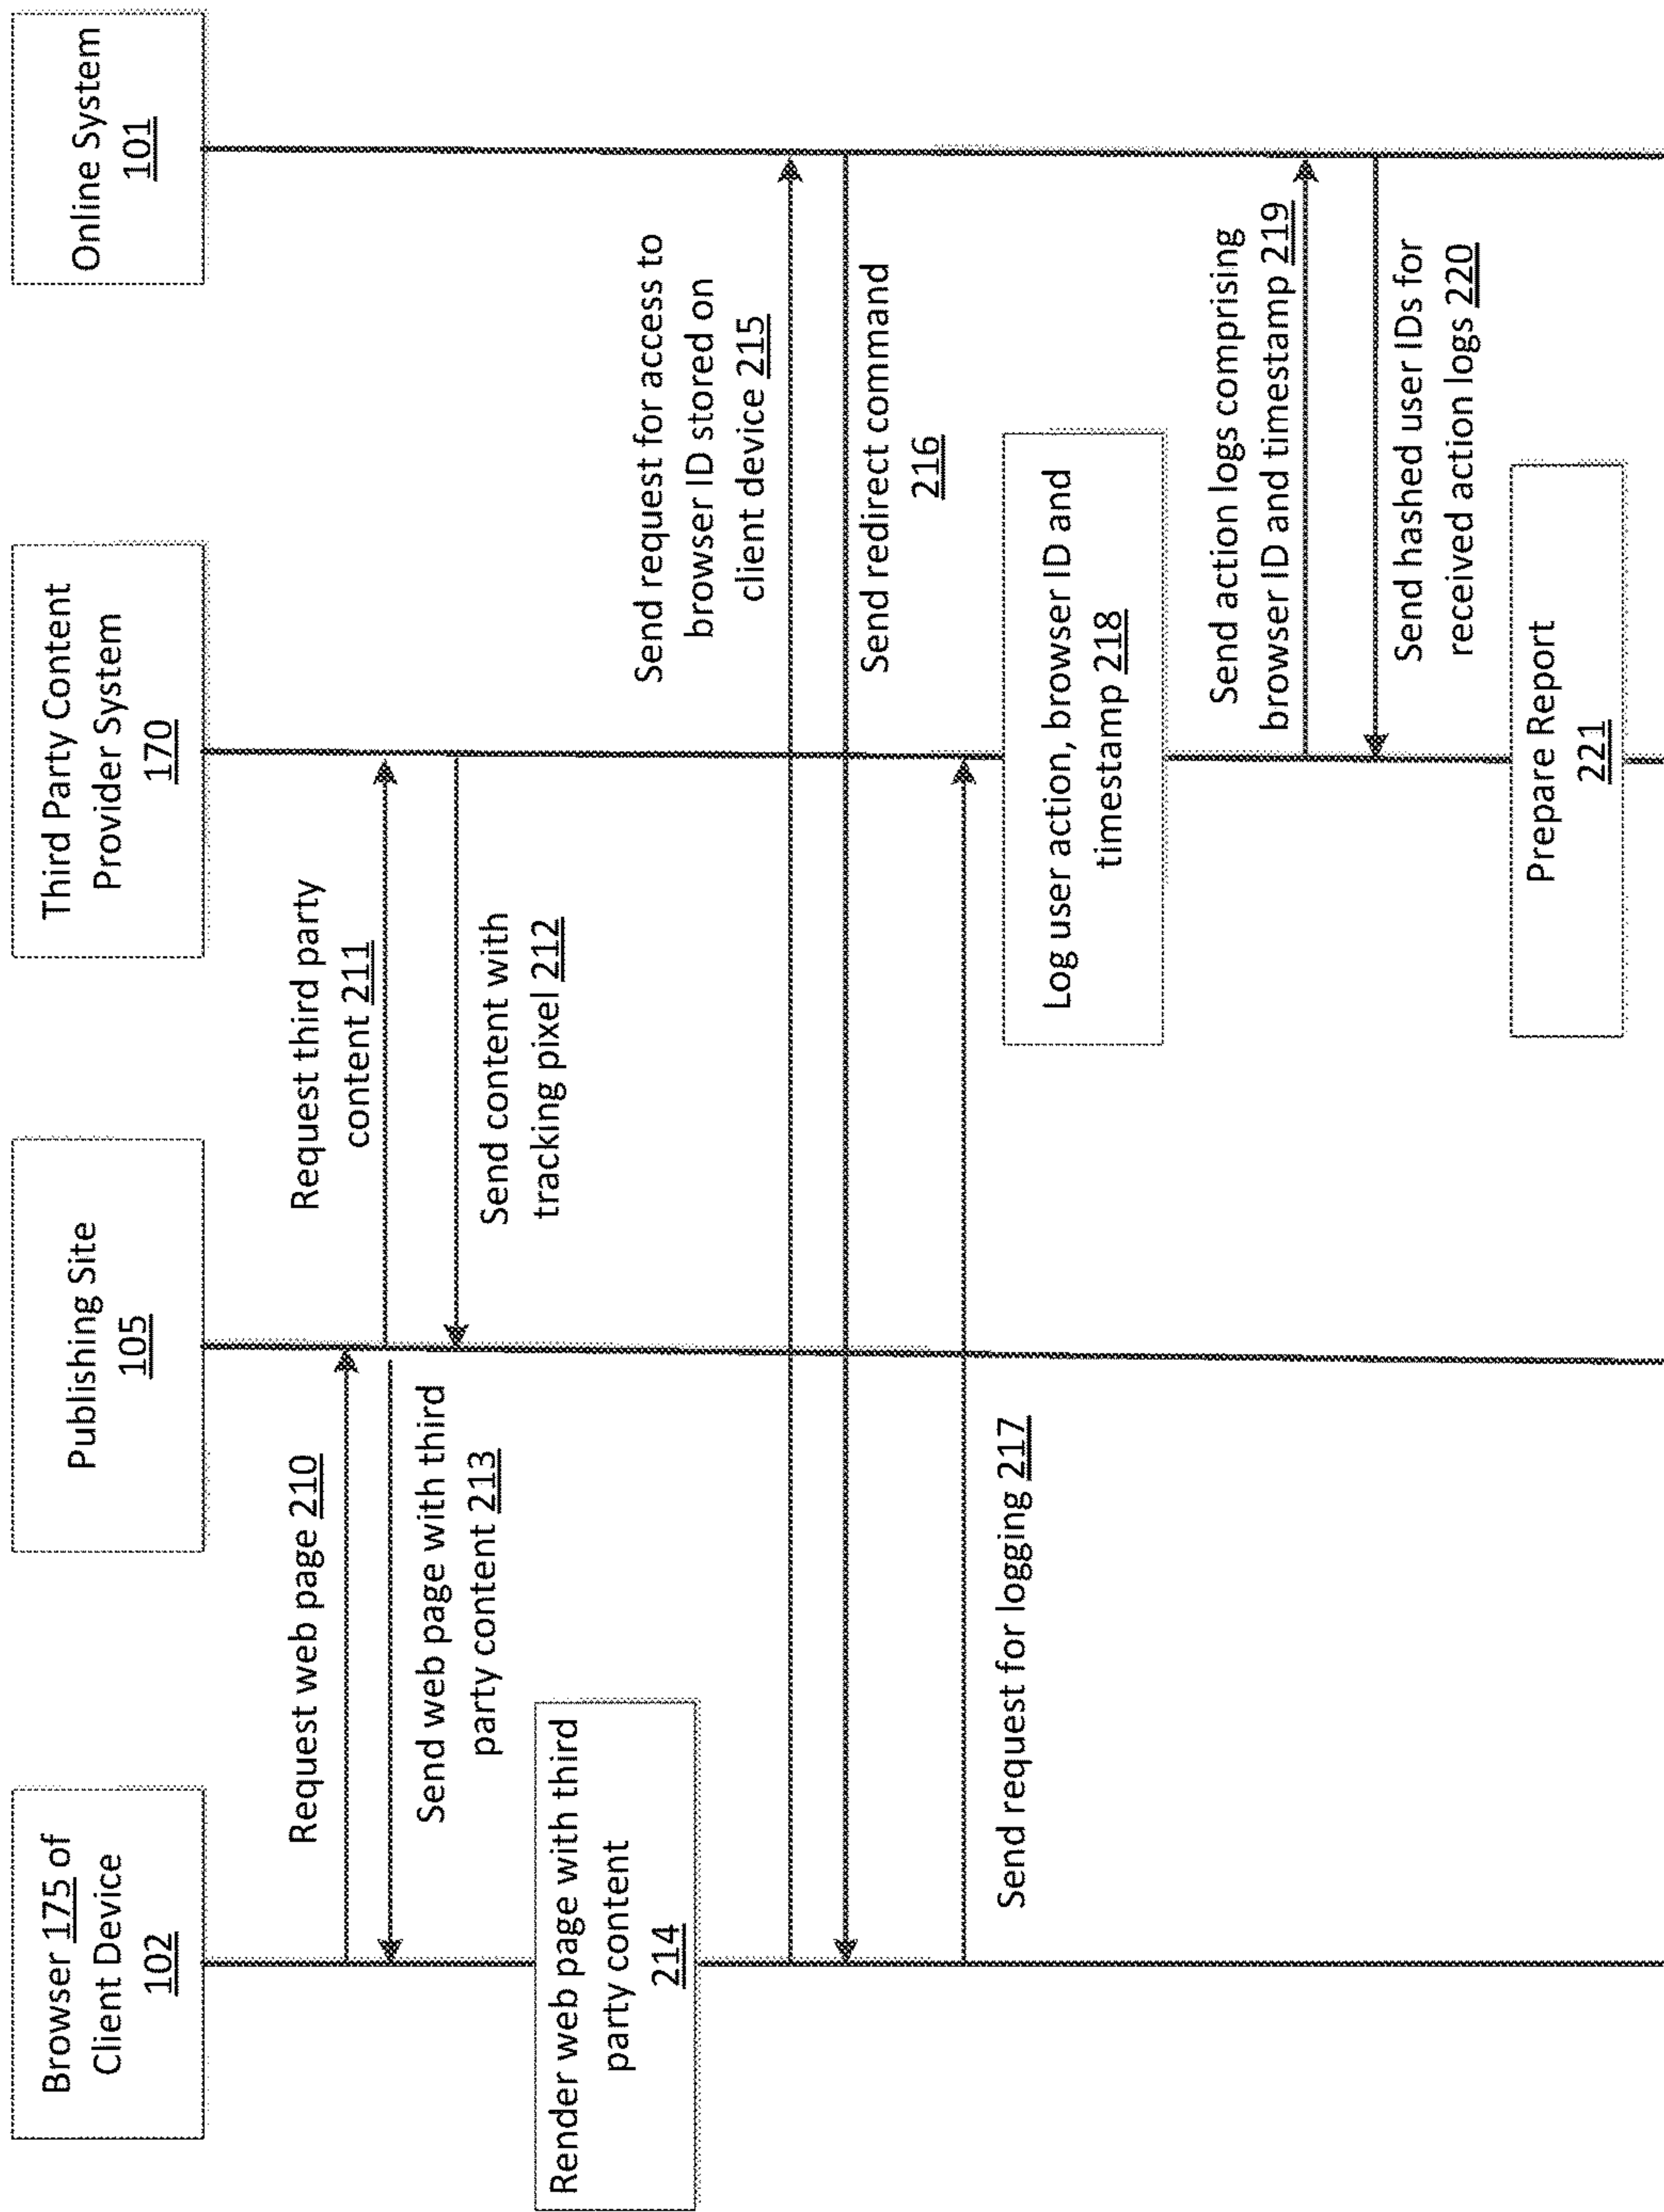 Browser 175 of
Client Device
102
Publishing Site
105
Third Party Content
Provider System
170
Online System
101
Request web page 210
Request third party
content 211
Send content with
tracking pixel 212
Send web page with third
party content 213
Render web page with third
party content
214
Send request for access to
browser ID stored on
client device 215
Send redirect command
216
Send request for logging 217
Log user action, browser ID and
timestamp 218
Send action logs comprising
browser ID and timestamp 219
Send hashed user IDs for
received action logs 220
Prepare Report
221